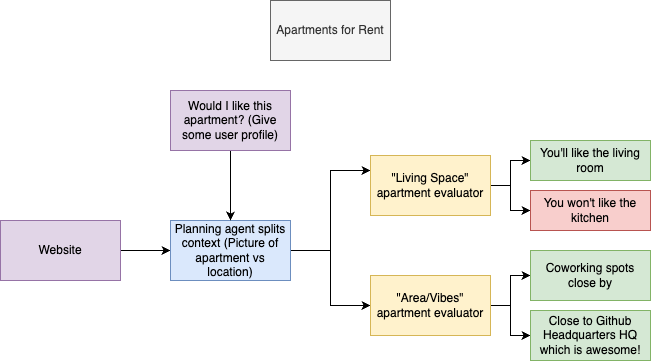 Apartments for Rent
Would I like this
apartment? (Give
some user profile)
Website
Planning agent splits
context (Picture of
apartment vs
location)
"Living Space"
apartment evaluator
You'll like the living
room
You won't like the
kitchen
"Area/Vibes"
apartment evaluator
Coworking spots
close by
Close to Github
Headquarters HQ
which is awesome!